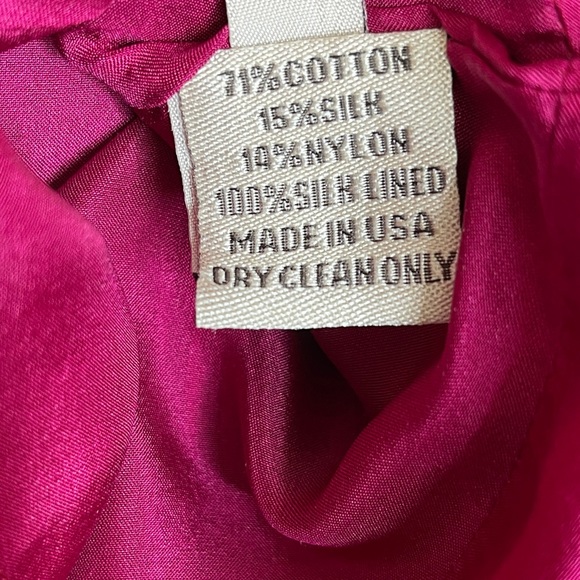 71%COTTON
15%SILK
14%NYLON
100%SILK LINED
MADE IN USA
DRY CLEAN ONLY